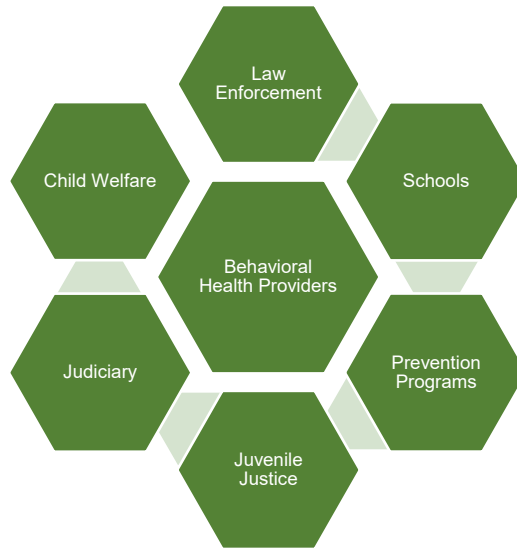 Law
Enforcement
Child Welfare
Schools
Behavioral
Health Providers
Judiciary
Prevention
Programs
Juvenile
Justice